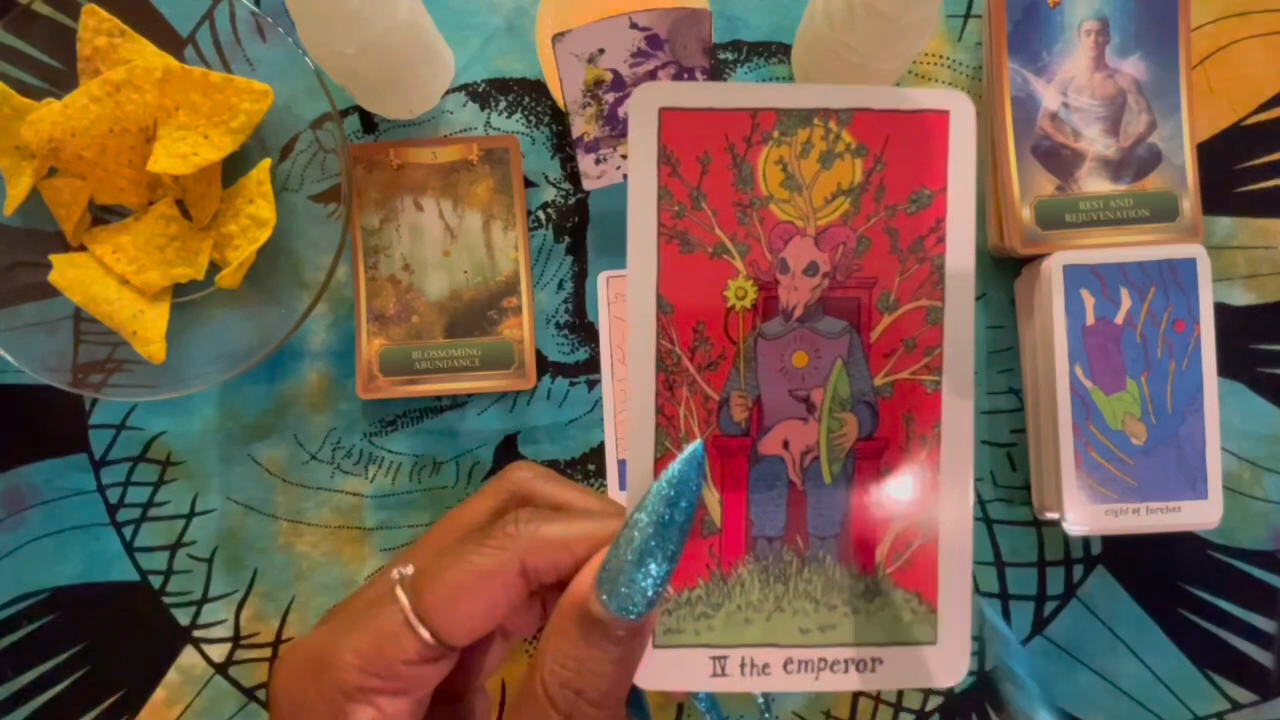 3
BLOSSOMING
ABUNDANCE
IV the emperor
REST AND
REJUVENATION
eight of torches